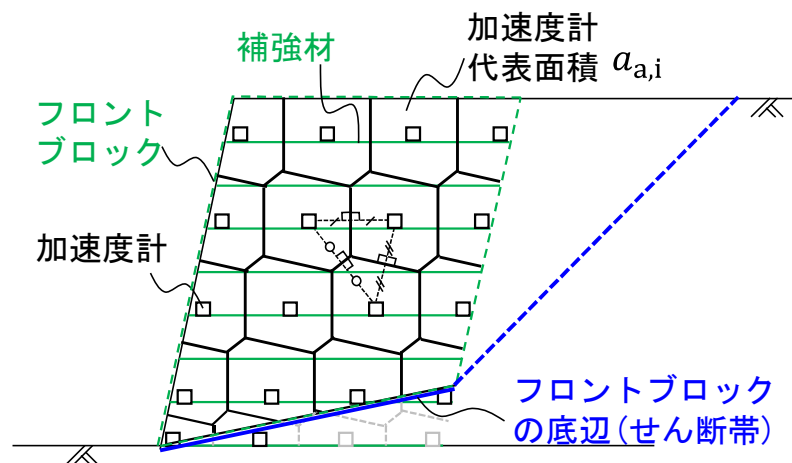 加速度計
代表面積 a_{a,i}
補強材
フロント
ブロック
加速度計
フロントブロック
の底辺(せん断帯)